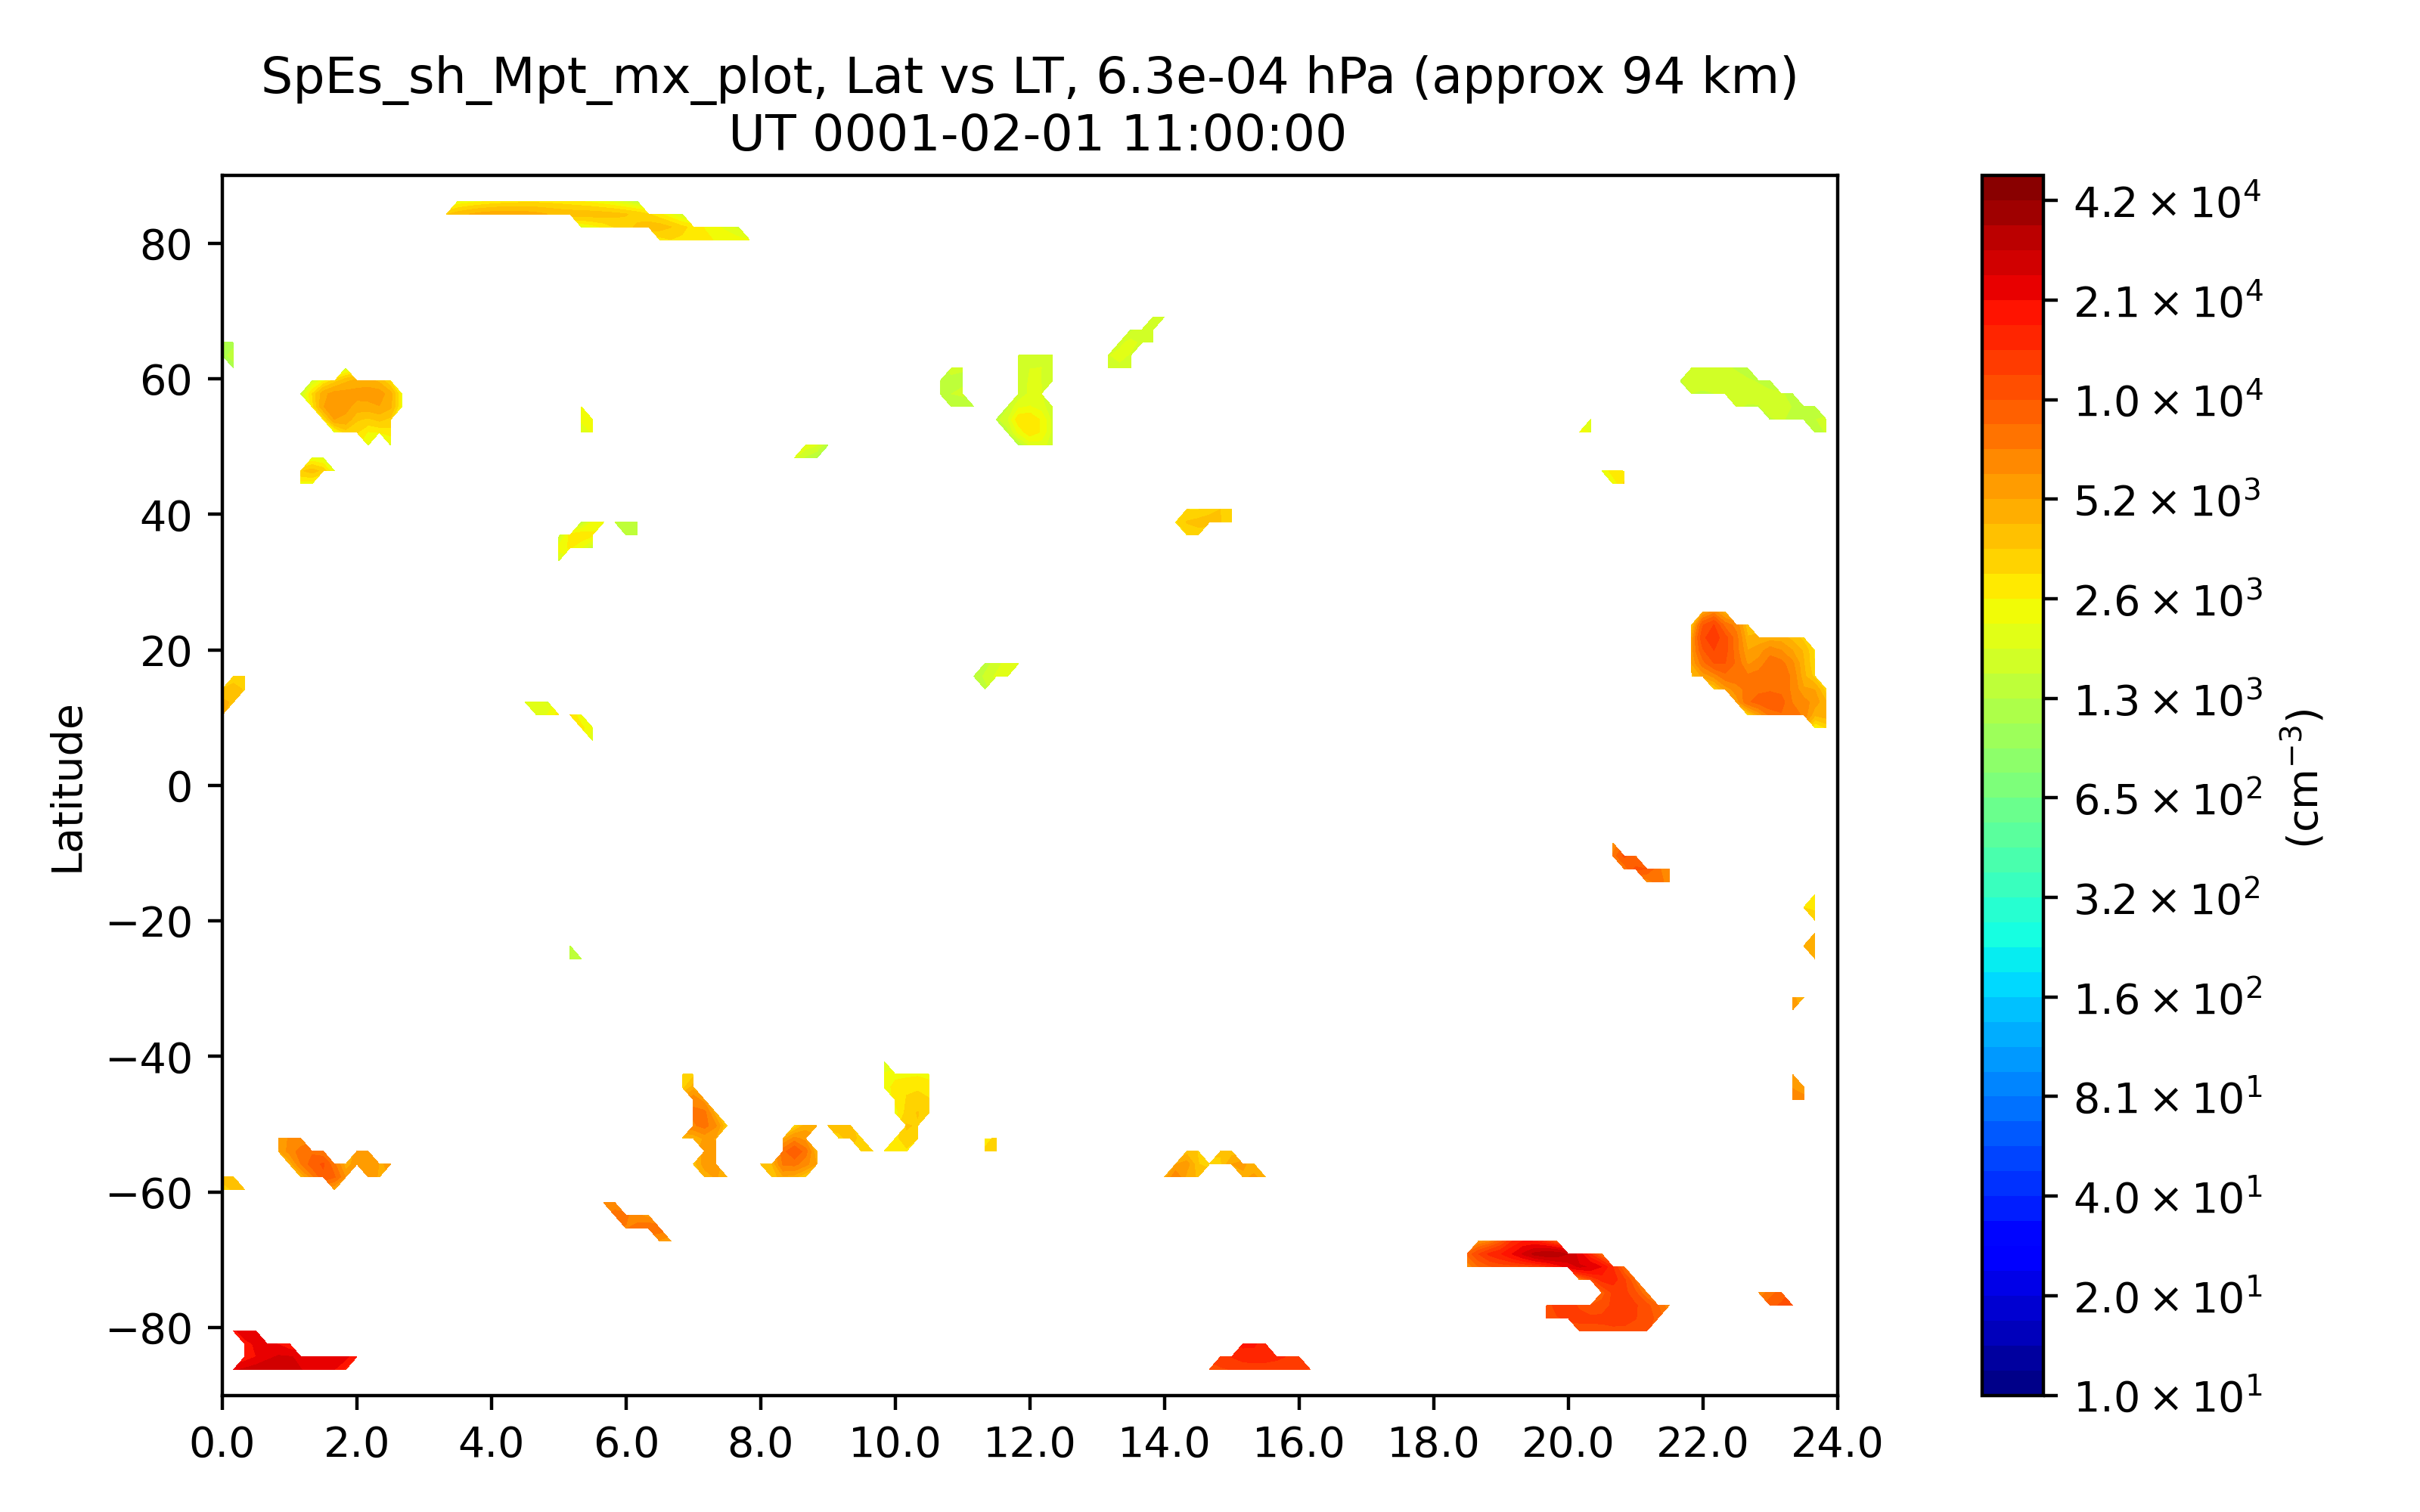 SpEs_sh_Mpt_mx_plot, Lat vs LT, 6.3e-04 hPa (approx 94 km)
UT 0001-02-01 11:00:00
Latitude
80
60
40
20
0
−20
−40
−60
−80
0.0 2.0 4.0 6.0 8.0 10.0 12.0 14.0 16.0 18.0 20.0 22.0 24.0
4.2 × 10⁴
2.1 × 10⁴
1.0 × 10⁴
5.2 × 10³
2.6 × 10³
1.3 × 10³
6.5 × 10²
3.2 × 10²
1.6 × 10²
8.1 × 10¹
4.0 × 10¹
2.0 × 10¹
1.0 × 10¹
(cm⁻³)